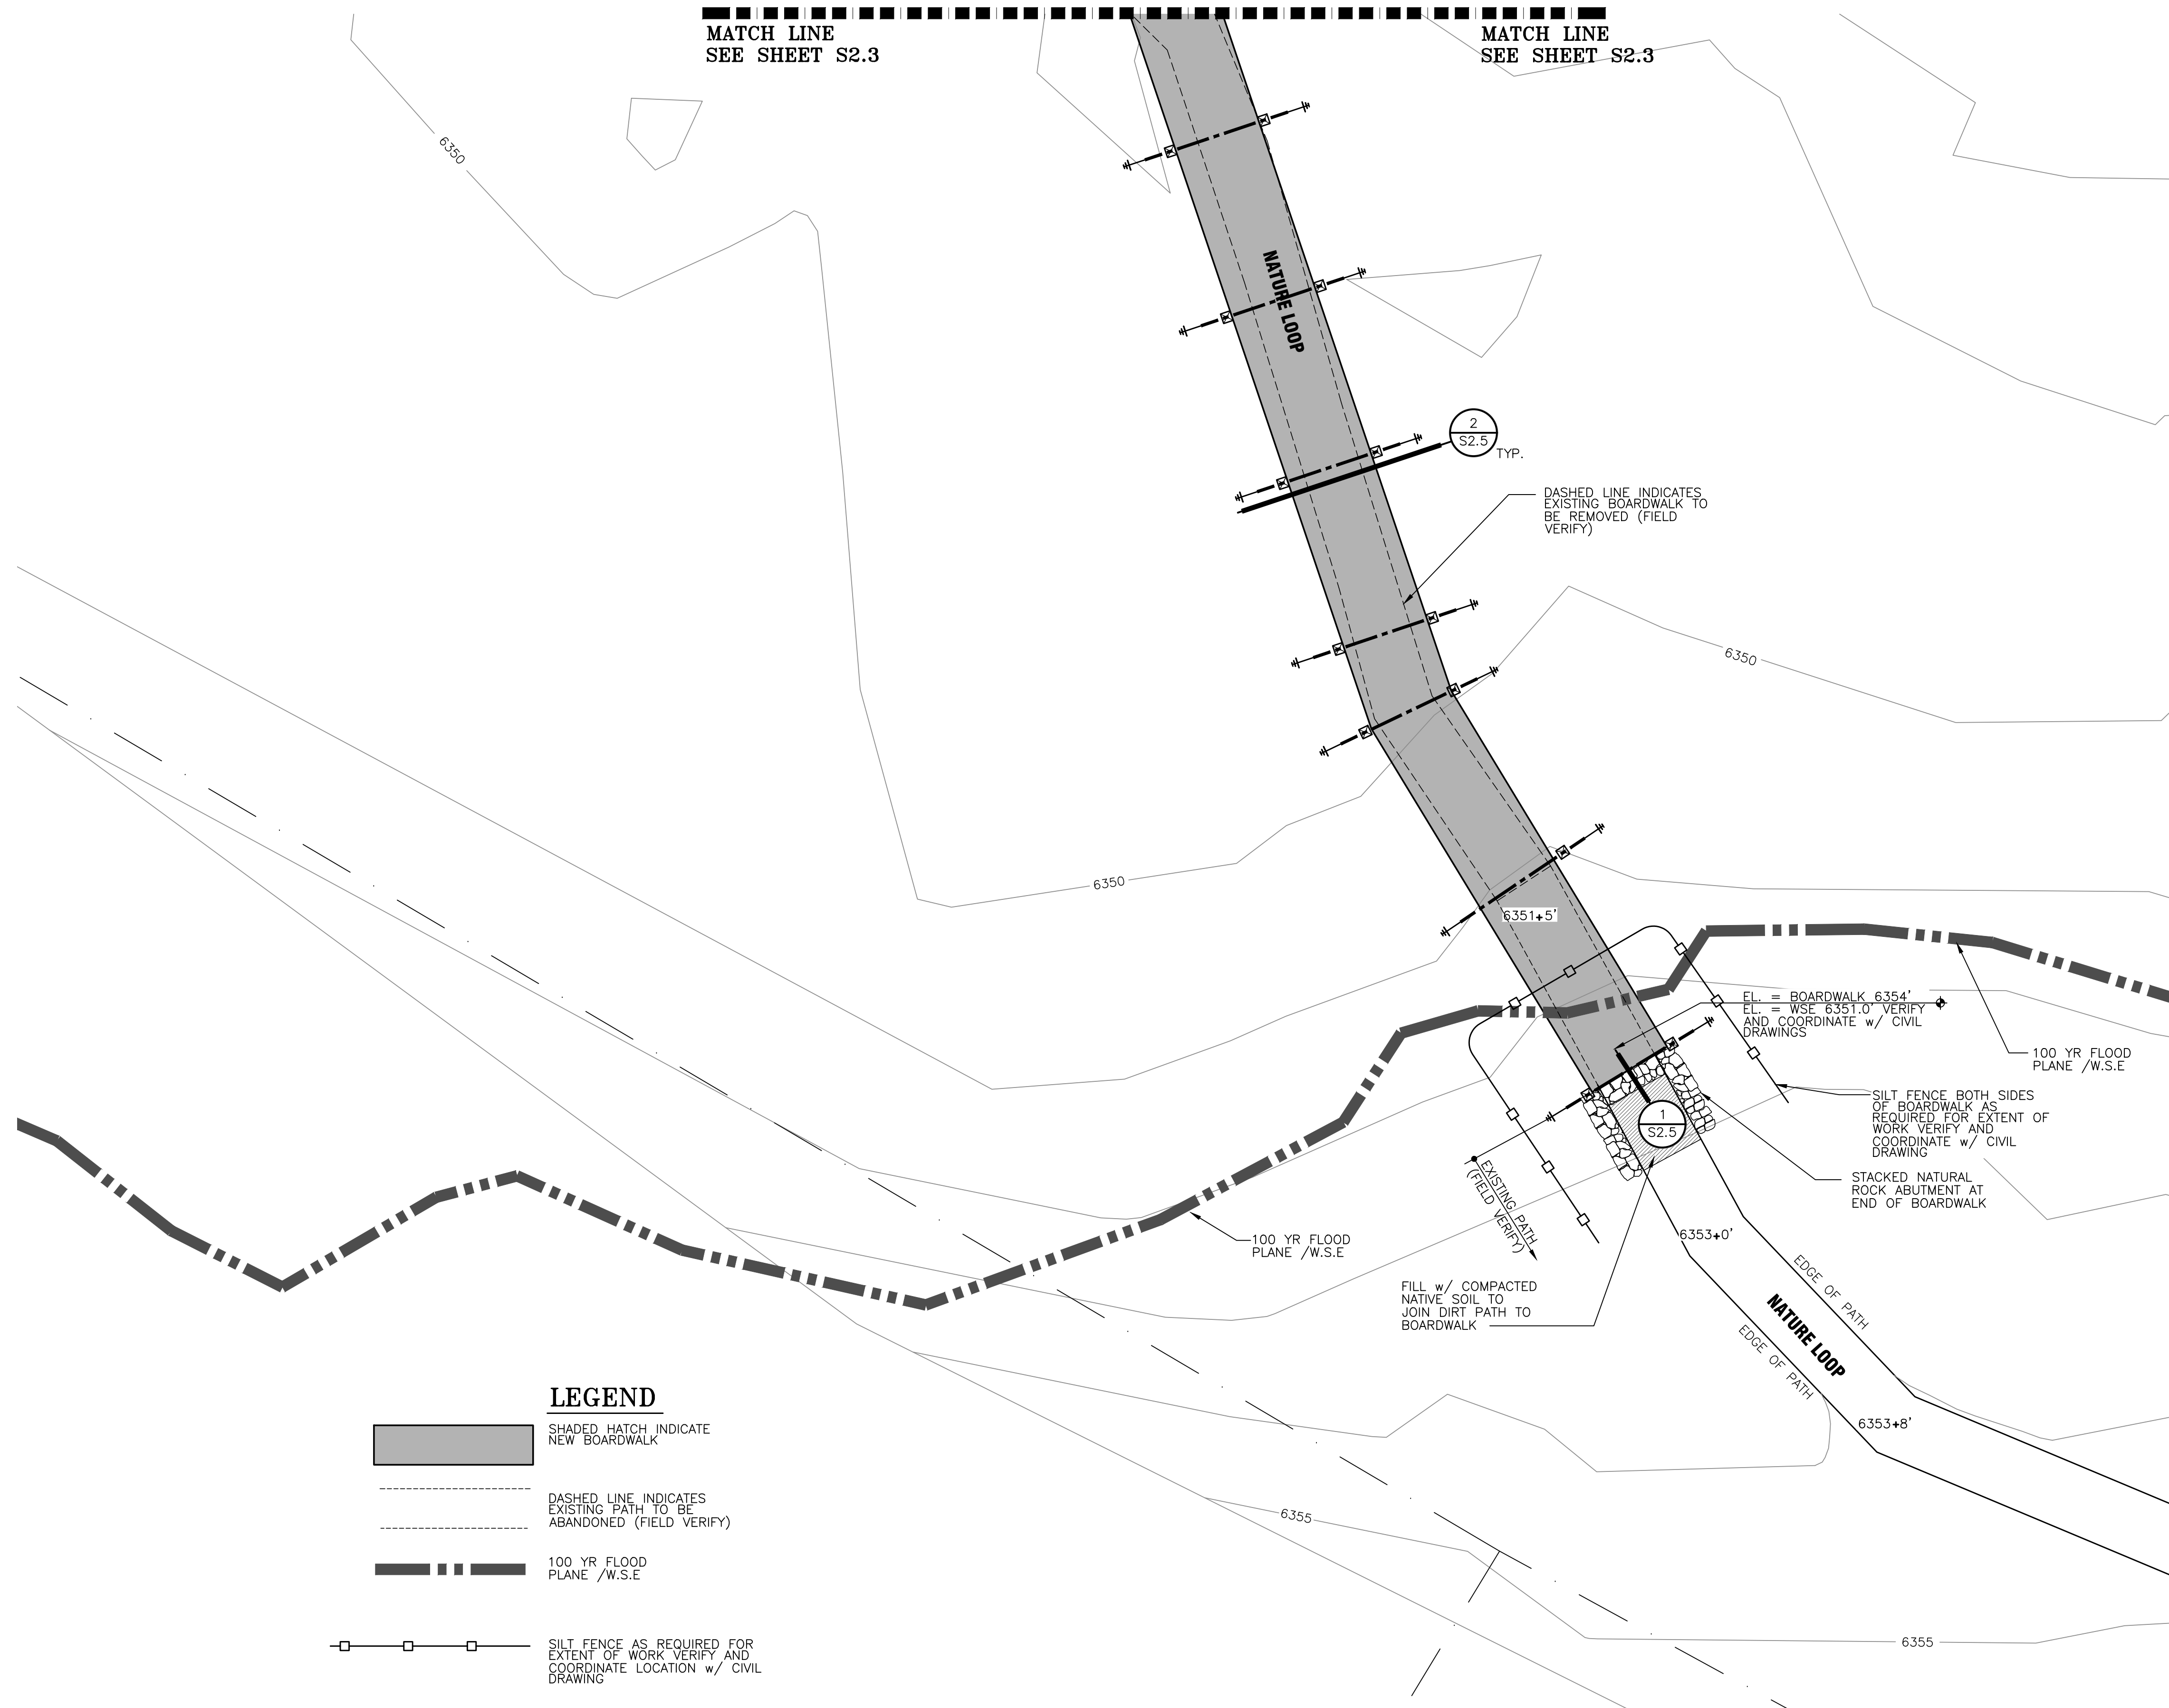 MATCH LINE
SEE SHEET S2.3
MATCH LINE
SEE SHEET S2.3
6350
NATURE LOOP
2
S2.5
TYP.
DASHED LINE INDICATES
EXISTING BOARDWALK TO
BE REMOVED (FIELD
VERIFY)
6350
6350
6351+5'
EL. = BOARDWALK 6354'
EL. = WSE 6351.0' VERIFY
AND COORDINATE w/ CIVIL
DRAWINGS
100 YR FLOOD
PLANE /W.S.E
SILT FENCE BOTH SIDES
OF BOARDWALK AS
REQUIRED FOR EXTENT OF
WORK VERIFY AND
COORDINATE w/ CIVIL
DRAWING
1
S2.5
STACKED NATURAL
ROCK ABUTMENT AT
END OF BOARDWALK
EXISTING PATH
(FIELD VERIFY)
100 YR FLOOD
PLANE /W.S.E
6353+0'
FILL w/ COMPACTED
NATIVE SOIL TO
JOIN DIRT PATH TO
BOARDWALK
EDGE OF PATH
NATURE LOOP
EDGE OF PATH
6353+8'
LEGEND
SHADED HATCH INDICATE
NEW BOARDWALK
DASHED LINE INDICATES
EXISTING PATH TO BE
ABANDONED (FIELD VERIFY)
100 YR FLOOD
PLANE /W.S.E
SILT FENCE AS REQUIRED FOR
EXTENT OF WORK VERIFY AND
COORDINATE LOCATION w/ CIVIL
DRAWING
6355
6355